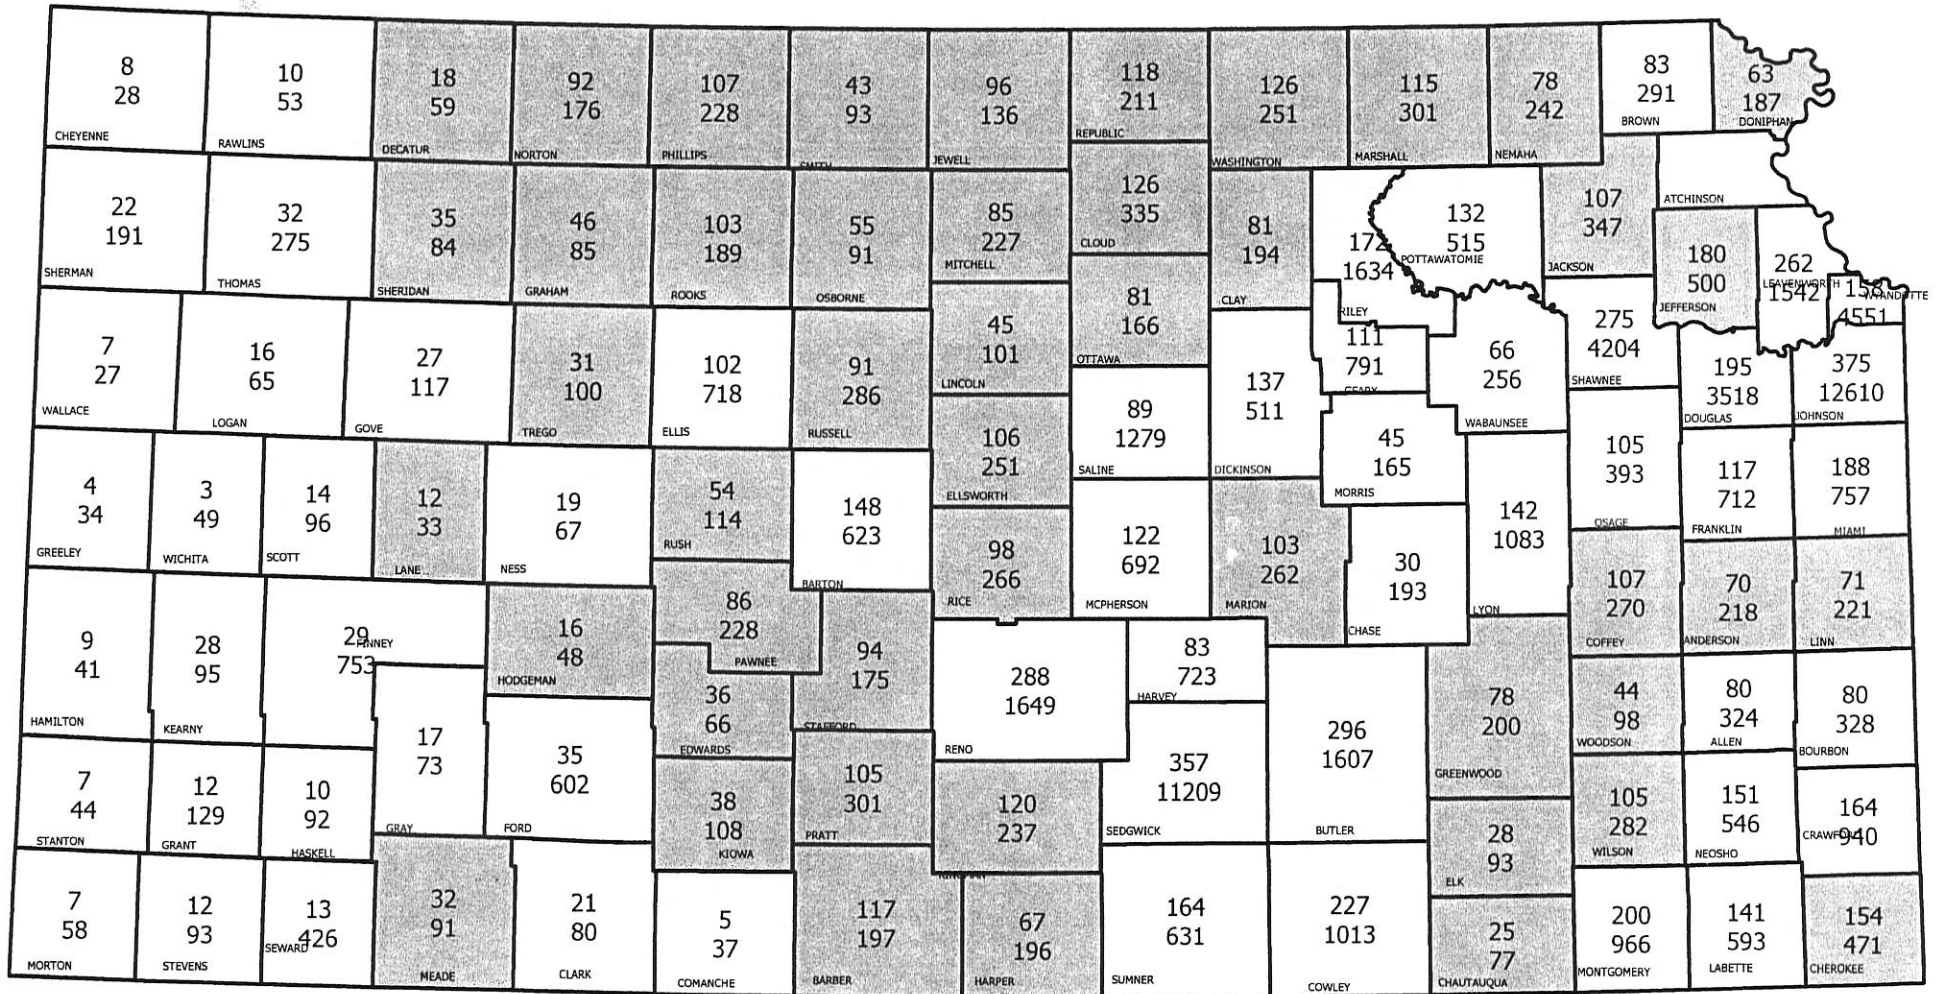 8
28
CHEYENNE
10
53
RAWLINS
18
59
DECATUR
92
176
NORTON
107
228
PHILLIPS
43
93
SMITH
96
136
JEWELL
118
211
REPUBLIC
126
251
WASHINGTON
115
301
MARSHALL
78
242
NEMAHA
83
291
BROWN
63
187
DONIPHAN
22
191
SHERMAN
32
275
THOMAS
35
84
SHERIDAN
46
85
GRAHAM
103
189
ROOKS
55
91
OSBORNE
85
227
MITCHELL
126
335
CLOUD
81
194
CLAY
172
1634
RILEY
132
515
POTTAWATOMIE
107
347
JACKSON
ATCHINSON
180
500
JEFFERSON
262
LEAVENWORTH
1542
158
WYANDOTTE
4551
7
27
WALLACE
16
65
LOGAN
27
117
GOVE
31
100
TREGO
102
718
ELLIS
91
286
RUSSELL
45
101
LINCOLN
81
166
OTTAWA
137
511
DICKINSON
111
791
GEARY
66
256
WABAUNSEE
275
4204
SHAWNEE
195
3518
DOUGLAS
375
12610
JOHNSON
4
34
GREELEY
3
49
WICHITA
14
96
SCOTT
12
33
LANE
19
67
NESS
54
114
RUSH
148
623
BARTON
106
251
ELLSWORTH
89
1279
SALINE
45
165
MORRIS
142
1083
LYON
105
393
OSAGE
117
712
FRANKLIN
188
757
MIAMI
98
266
RICE
122
692
MCPHERSON
103
262
MARION
30
193
CHASE
107
270
COFFEY
70
218
ANDERSON
71
221
LINN
9
41
HAMILTON
28
95
KEARNY
29
FINNEY
753
16
48
HODGEMAN
86
228
PAWNEE
94
175
STAFFORD
288
1649
RENO
83
723
HARVEY
36
66
EDWARDS
17
73
GRAY
35
602
FORD
296
1607
BUTLER
78
200
GREENWOOD
44
98
WOODSON
80
324
ALLEN
80
328
BOURBON
7
44
STANTON
12
129
GRANT
10
92
HASKELL
38
108
KIOWA
105
301
PRATT
120
237
KINGMAN
357
11209
SEDGWICK
28
93
ELK
105
282
WILSON
151
546
NEOSHO
164
CRAWFORD
940
7
58
MORTON
12
93
STEVENS
13
426
SEWARD
32
91
MEADE
21
80
CLARK
5
37
COMANCHE
117
197
BARBER
67
196
HARPER
164
631
SUMNER
227
1013
COWLEY
25
77
CHAUTAUQUA
200
966
MONTGOMERY
141
593
LABETTE
154
471
CHEROKEE